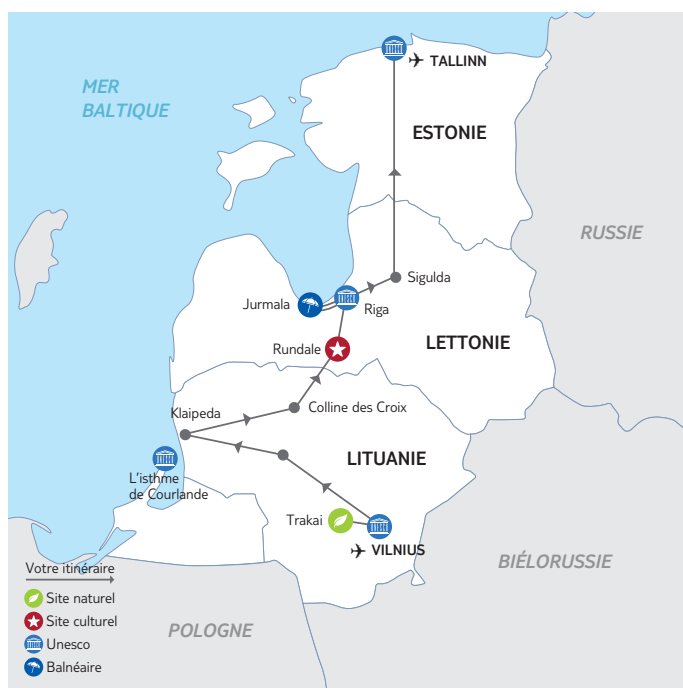 MER
BALTIQUE
TALLINN
ESTONIE
RUSSIE
Sigulda
Jurmala
Riga
Rundale
LETTONIE
Klaipeda
Colline des Croix
LITUANIE
L'isthme
de Courlande
Trakai
VILNIUS
BIÉLORUSSIE
POLOGNE
Votre itinéraire
Site naturel
Site culturel
Unesco
Balnéaire